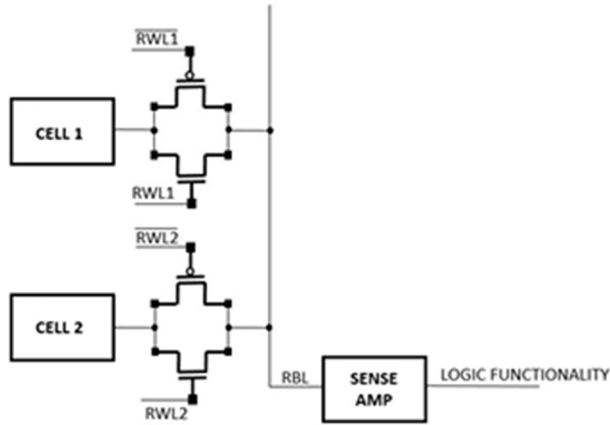 RWL1
CELL 1
RWL1
RWL2
CELL 2
RWL2
RBL
SENSE
AMP
LOGIC FUNCTIONALITY